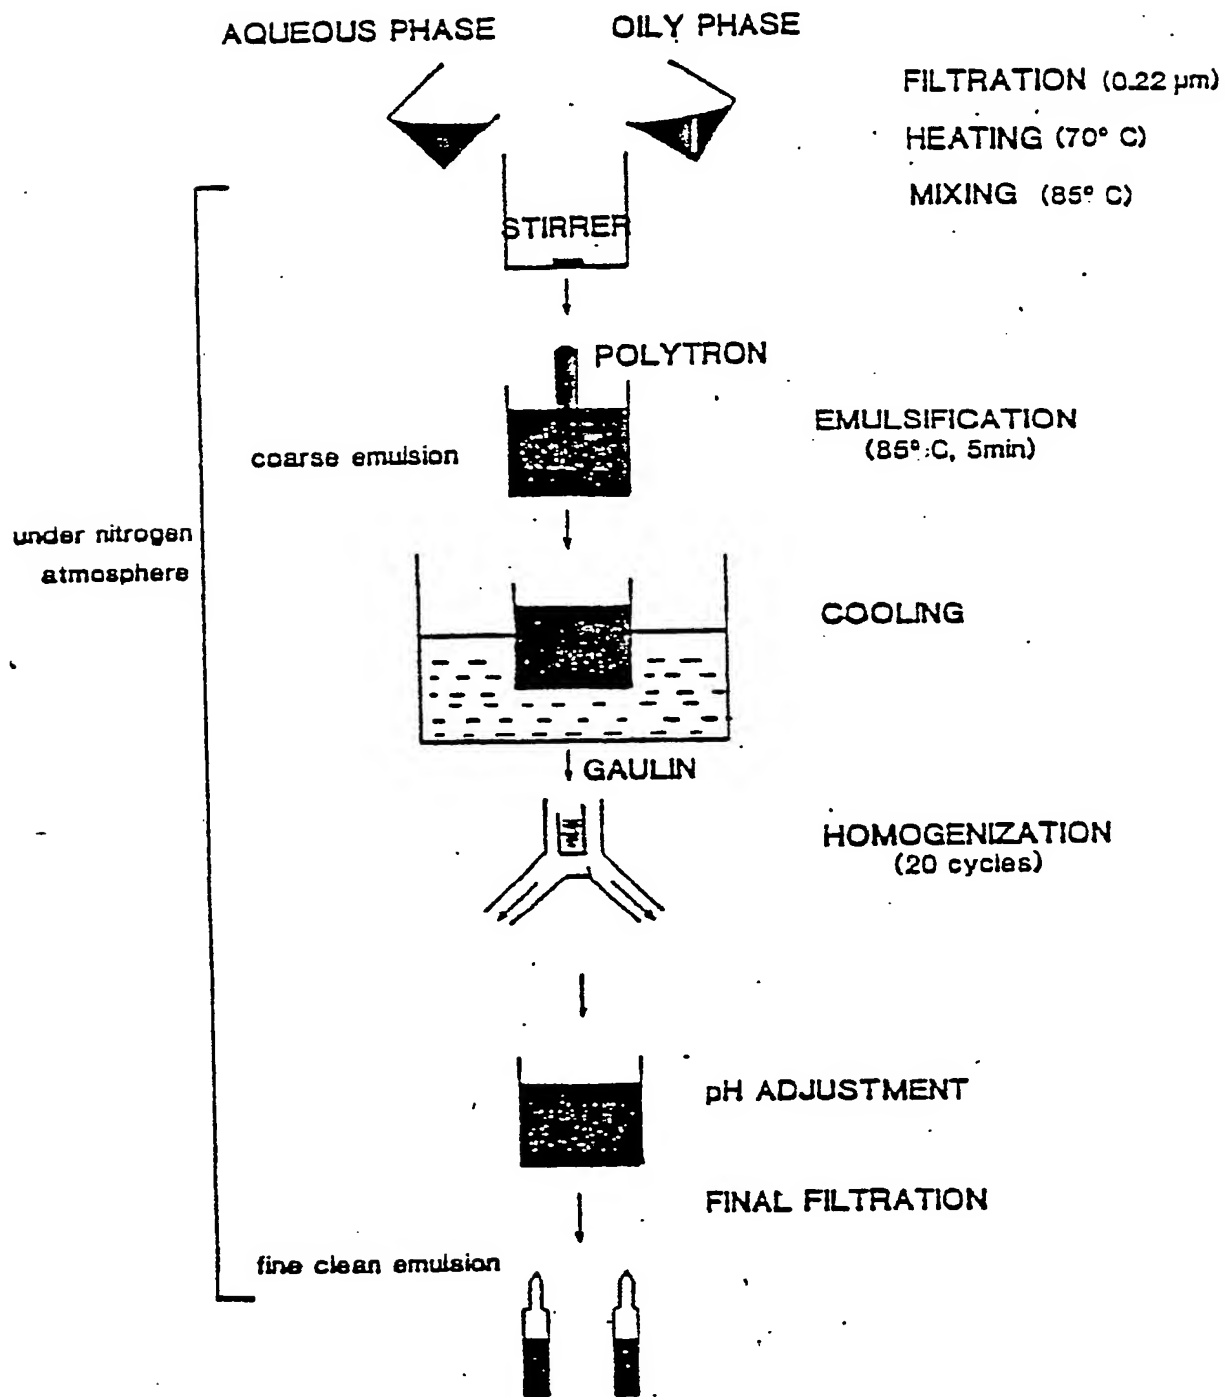 AQUEOUS PHASE
OILY PHASE
FILTRATION (0.22 µm)
HEATING (70° C)
MIXING (85° C)
STIRRER
POLYTRON
EMULSIFICATION
(85° C, 5min)
coarse emulsion
under nitrogen
atmosphere
COOLING
GAULIN
HOMOGENIZATION
(20 cycles)
pH ADJUSTMENT
FINAL FILTRATION
fine clean emulsion